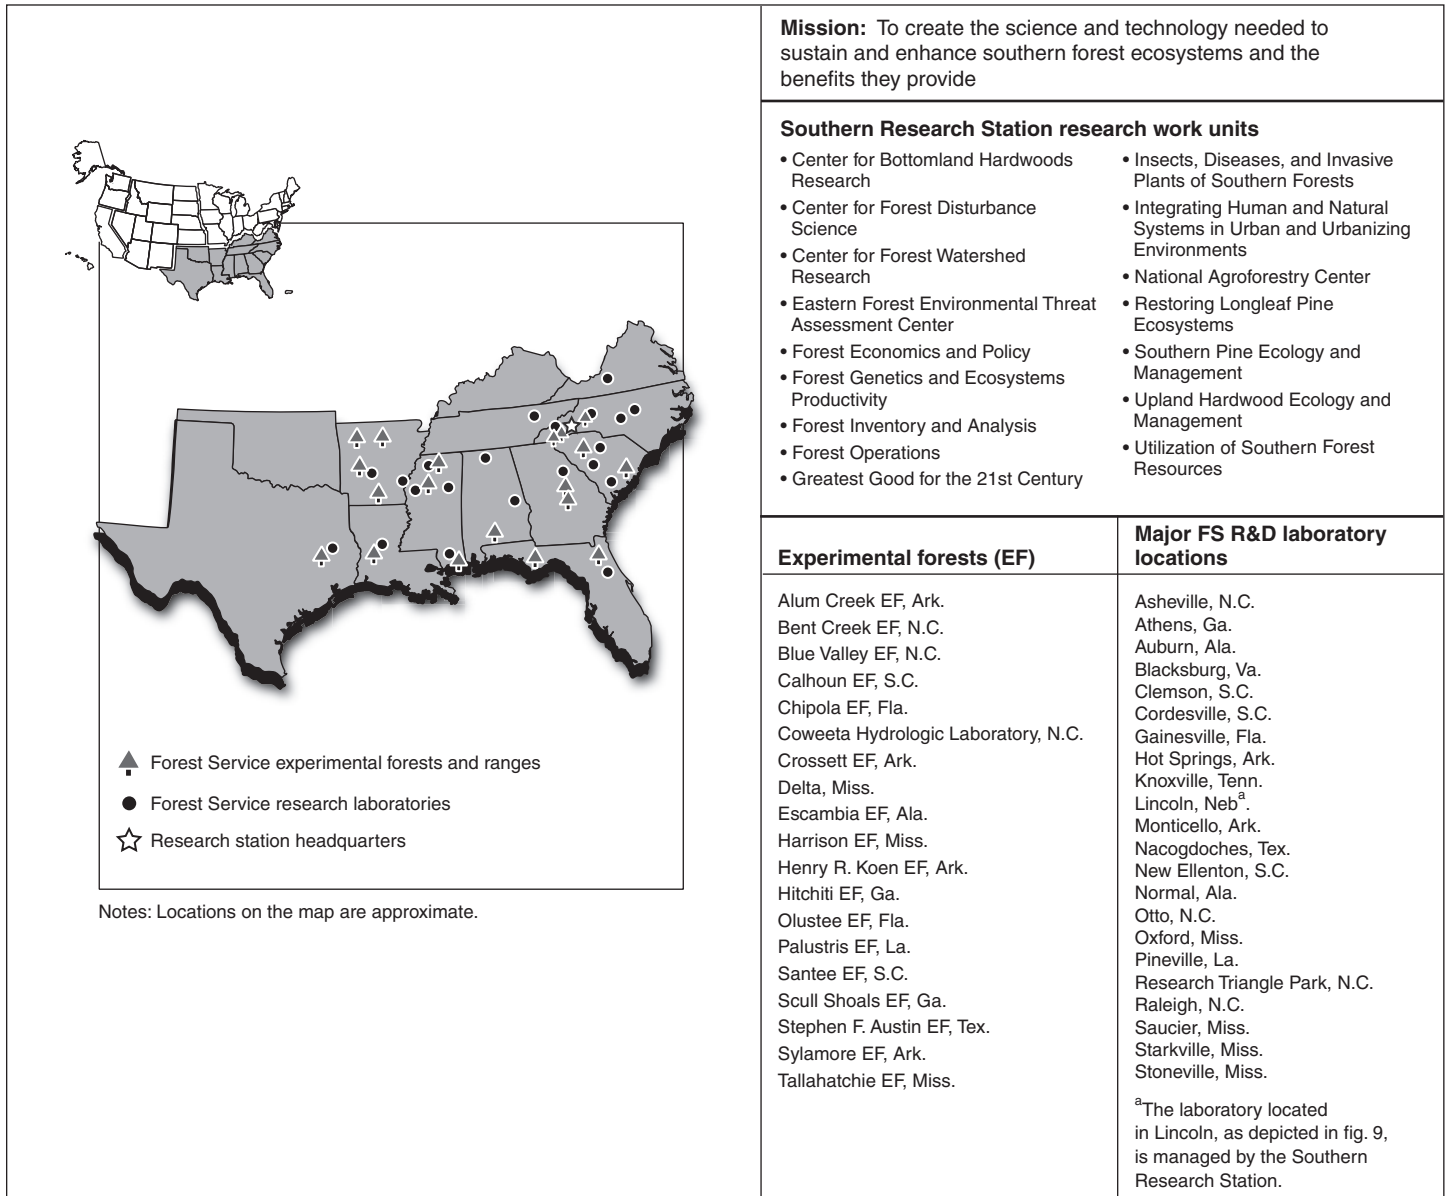 Mission: To create the science and technology needed to
sustain and enhance southern forest ecosystems and the
benefits they provide
Southern Research Station research work units
• Center for Bottomland Hardwoods
Research
• Center for Forest Disturbance
Science
• Center for Forest Watershed
Research
• Eastern Forest Environmental Threat
Assessment Center
• Forest Economics and Policy
• Forest Genetics and Ecosystems
Productivity
• Forest Inventory and Analysis
• Forest Operations
• Greatest Good for the 21st Century
• Insects, Diseases, and Invasive
Plants of Southern Forests
• Integrating Human and Natural
Systems in Urban and Urbanizing
Environments
• National Agroforestry Center
• Restoring Longleaf Pine
Ecosystems
• Southern Pine Ecology and
Management
• Upland Hardwood Ecology and
Management
• Utilization of Southern Forest
Resources
Forest Service experimental forests and ranges
Forest Service research laboratories
Research station headquarters
Notes: Locations on the map are approximate.
Experimental forests (EF)
Alum Creek EF, Ark.
Bent Creek EF, N.C.
Blue Valley EF, N.C.
Calhoun EF, S.C.
Chipola EF, Fla.
Coweeta Hydrologic Laboratory, N.C.
Crossett EF, Ark.
Delta, Miss.
Escambia EF, Ala.
Harrison EF, Miss.
Henry R. Koen EF, Ark.
Hitchiti EF, Ga.
Olustee EF, Fla.
Palustris EF, La.
Santee EF, S.C.
Scull Shoals EF, Ga.
Stephen F. Austin EF, Tex.
Sylamore EF, Ark.
Tallahatchie EF, Miss.
Major FS R&D laboratory
locations
Asheville, N.C.
Athens, Ga.
Auburn, Ala.
Blacksburg, Va.
Clemson, S.C.
Cordesville, S.C.
Gainesville, Fla.
Hot Springs, Ark.
Knoxville, Tenn.
Lincoln, Neb<sup>a</sup>.
Monticello, Ark.
Nacogdoches, Tex.
New Ellenton, S.C.
Normal, Ala.
Otto, N.C.
Oxford, Miss.
Pineville, La.
Research Triangle Park, N.C.
Raleigh, N.C.
Saucier, Miss.
Starkville, Miss.
Stoneville, Miss.
<sup>a</sup>The laboratory located
in Lincoln, as depicted in fig. 9,
is managed by the Southern
Research Station.